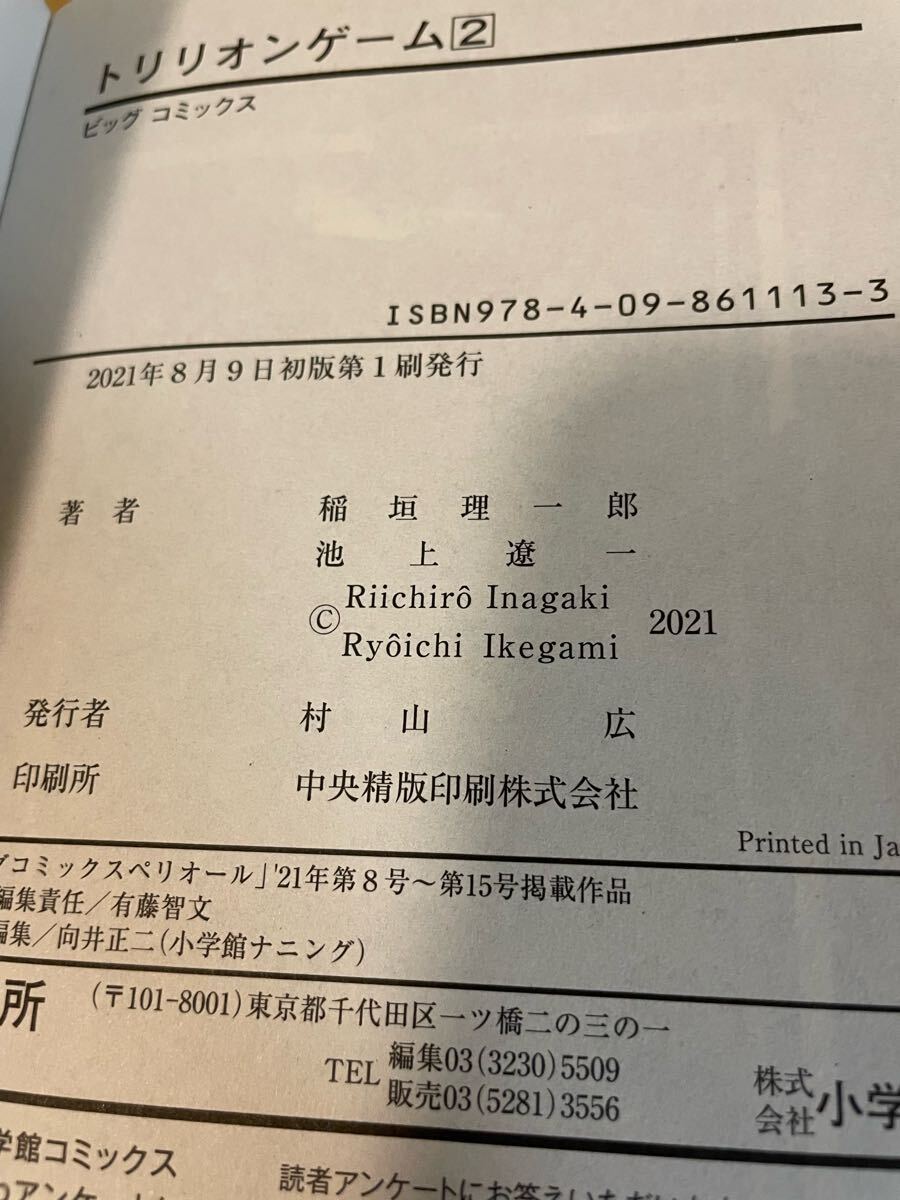 トリリオンゲーム2
ビッグ コミックス
ISBN978-4-09-861113-3
2021年8月9日初版第1刷発行
著者 稲垣理一郎
池上遼一
© Riichirô Inagaki
Ryôichi Ikegami 2021
発行者 村山広
印刷所 中央精版印刷株式会社
Printed in Ja
グコミックスペリオール」'21年第8号〜第15号掲載作品
編集責任/有藤智文
編集/向井正二(小学館ナニング)
所 (〒101-8001)東京都千代田区一ツ橋二の三の一
TEL 編集03(3230)5509
販売03(5281)3556
株式会社 小学
学館コミックス
読者アンケートにお答えいただ